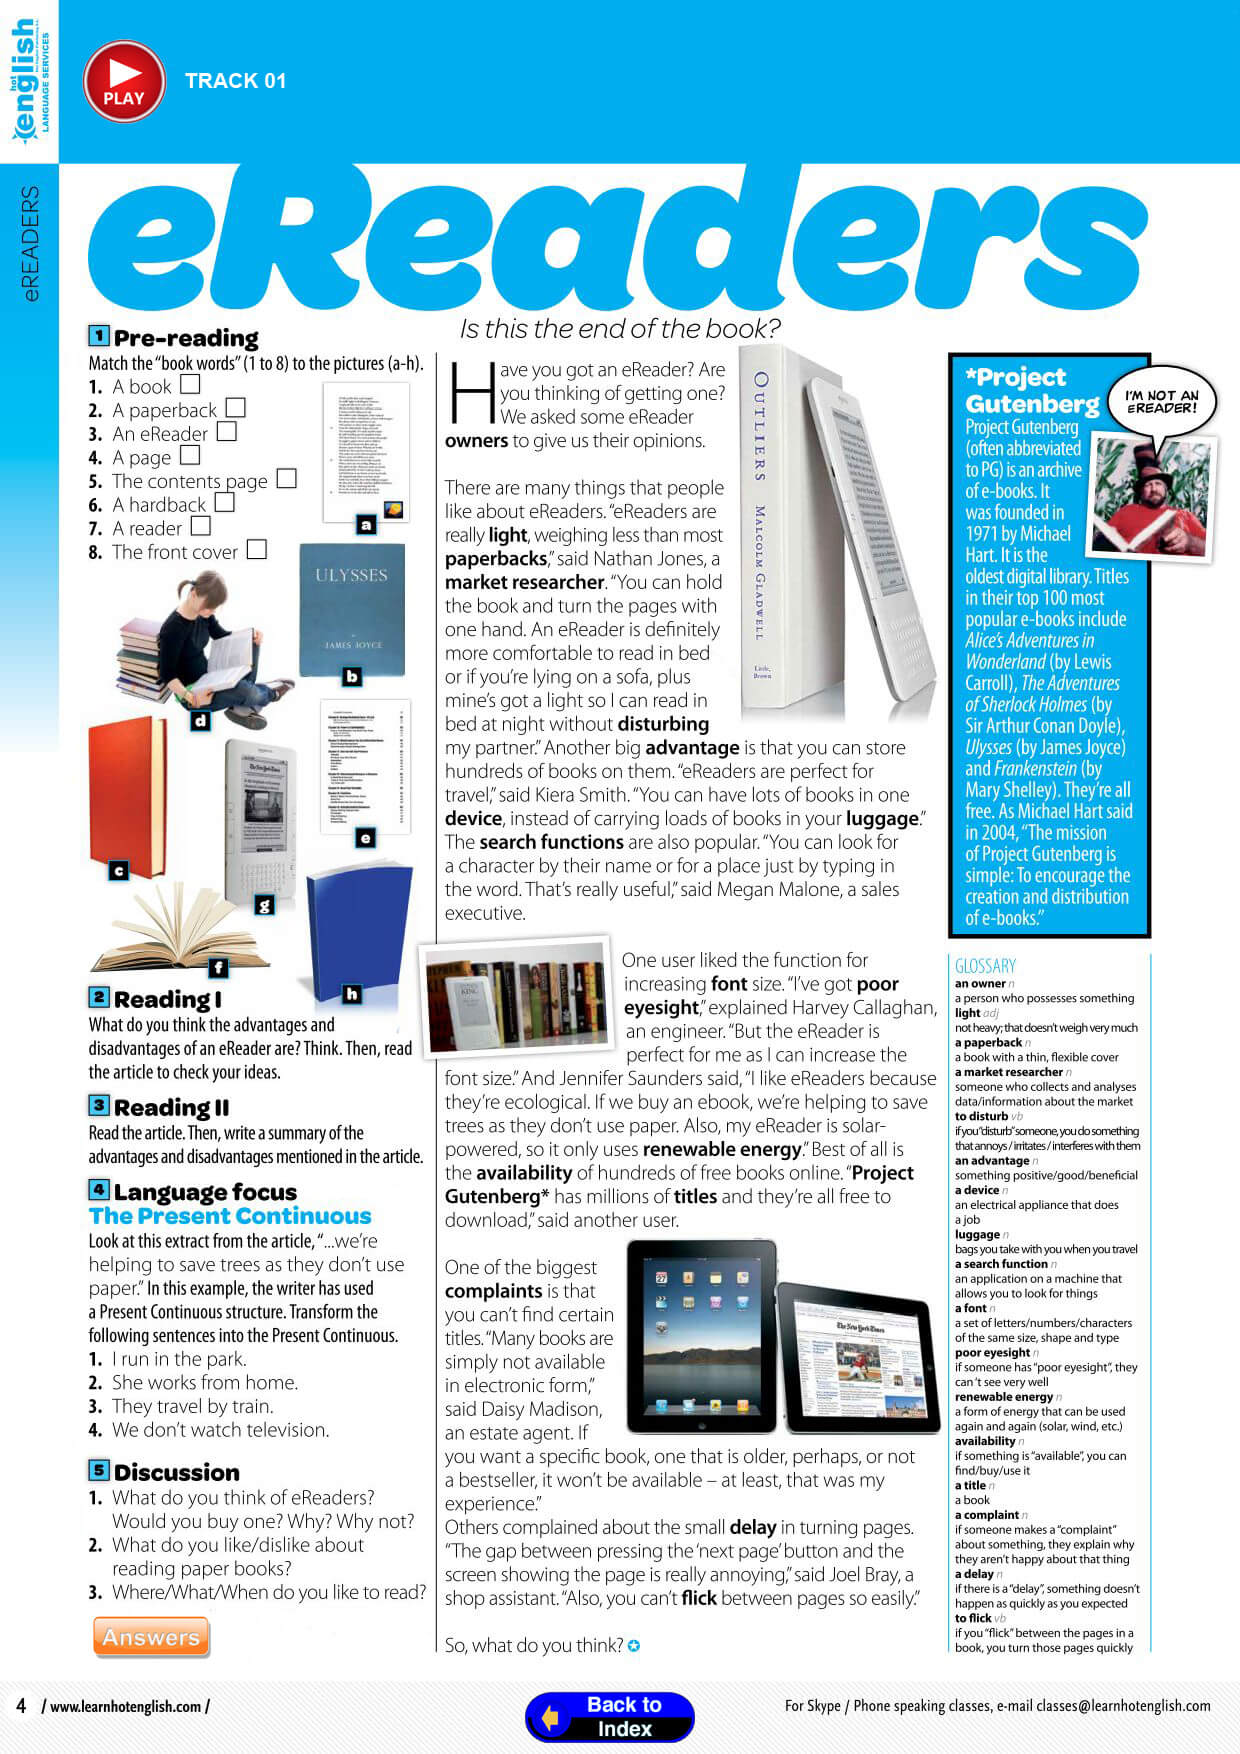 hot
english
LANGUAGE SERVICES
eREADERS
PLAY
TRACK 01
eReaders
Is this the end of the book?
1 Pre-reading
Match the “book words” (1 to 8) to the pictures (a-h).
1. A book
2. A paperback
3. An eReader
4. A page
5. The contents page
6. A hardback
7. A reader
8. The front cover
a
ULYSSES
JAMES JOYCE
b
d
c
g
e
f
h
2 Reading I
What do you think the advantages and
disadvantages of an eReader are? Think. Then, read
the article to check your ideas.
3 Reading II
Read the article. Then, write a summary of the
advantages and disadvantages mentioned in the article.
4 Language focus
The Present Continuous
Look at this extract from the article, “...we’re
helping to save trees as they don’t use
paper.” In this example, the writer has used
a Present Continuous structure. Transform the
following sentences into the Present Continuous.
1. I run in the park.
2. She works from home.
3. They travel by train.
4. We don’t watch television.
5 Discussion
1. What do you think of eReaders?
Would you buy one? Why? Why not?
2. What do you like/dislike about
reading paper books?
3. Where/What/When do you like to read?
Answers
Have you got an eReader? Are
you thinking of getting one?
We asked some eReader
owners to give us their opinions.
There are many things that people
like about eReaders. “eReaders are
really light, weighing less than most
paperbacks,” said Nathan Jones, a
market researcher. “You can hold
the book and turn the pages with
one hand. An eReader is definitely
more comfortable to read in bed
or if you’re lying on a sofa, plus
mine’s got a light so I can read in
bed at night without disturbing
my partner.” Another big advantage is that you can store
hundreds of books on them. “eReaders are perfect for
travel,” said Kiera Smith. “You can have lots of books in one
device, instead of carrying loads of books in your luggage.”
The search functions are also popular. “You can look for
a character by their name or for a place just by typing in
the word. That’s really useful,” said Megan Malone, a sales
executive.
OUTLIERS MALCOLM GLADWELL
Little,
Brown
One user liked the function for
increasing font size. “I’ve got poor
eyesight,” explained Harvey Callaghan,
an engineer. “But the eReader is
perfect for me as I can increase the
font size.” And Jennifer Saunders said, “I like eReaders because
they’re ecological. If we buy an ebook, we’re helping to save
trees as they don’t use paper. Also, my eReader is solar-
powered, so it only uses renewable energy.” Best of all is
the availability of hundreds of free books online. “Project
Gutenberg* has millions of titles and they’re all free to
download,” said another user.
KING
One of the biggest
complaints is that
you can’t find certain
titles. “Many books are
simply not available
in electronic form,”
said Daisy Madison,
an estate agent. If
you want a specific book, one that is older, perhaps, or not
a bestseller, it won’t be available – at least, that was my
experience.”
Others complained about the small delay in turning pages.
“The gap between pressing the ‘next page’ button and the
screen showing the page is really annoying,” said Joel Bray, a
shop assistant. “Also, you can’t flick between pages so easily.”
So, what do you think?
27
The New York Times
*Project
Gutenberg
Project Gutenberg
(often abbreviated
to PG) is an archive
of e-books. It
was founded in
1971 by Michael
Hart. It is the
oldest digital library. Titles
in their top 100 most
popular e-books include
Alice’s Adventures in
Wonderland (by Lewis
Carroll), The Adventures
of Sherlock Holmes (by
Sir Arthur Conan Doyle),
Ulysses (by James Joyce)
and Frankenstein (by
Mary Shelley). They’re all
free. As Michael Hart said
in 2004, “The mission
of Project Gutenberg is
simple: To encourage the
creation and distribution
of e-books.”
I’M NOT AN
eREADER!
GLOSSARY
an owner n
a person who possesses something
light adj
not heavy; that doesn’t weigh very much
a paperback n
a book with a thin, flexible cover
a market researcher n
someone who collects and analyses
data/information about the market
to disturb vb
if you “disturb” someone, you do something
that annoys / irritates / interferes with them
an advantage n
something positive/good/beneficial
a device n
an electrical appliance that does
a job
luggage n
bags you take with you when you travel
a search function n
an application on a machine that
allows you to look for things
a font n
a set of letters/numbers/characters
of the same size, shape and type
poor eyesight n
if someone has “poor eyesight”, they
can´t see very well
renewable energy n
a form of energy that can be used
again and again (solar, wind, etc.)
availability n
if something is “available”, you can
find/buy/use it
a title n
a book
a complaint n
if someone makes a “complaint”
about something, they explain why
they aren’t happy about that thing
a delay n
if there is a “delay”, something doesn’t
happen as quickly as you expected
to flick vb
if you “flick” between the pages in a
book, you turn those pages quickly
4 / www.learnhotenglish.com /
Back to
Index
For Skype / Phone speaking classes, e-mail classes@learnhotenglish.com